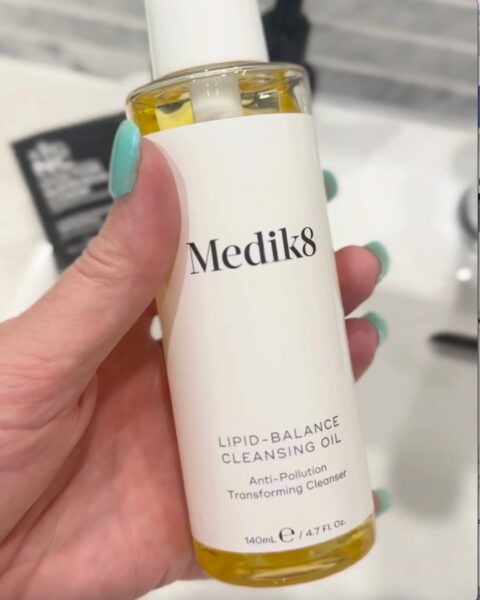 Medik8
LIPID-BALANCE
CLEANSING OIL
Anti-Pollution
Transforming Cleanser
140mL ℮ / 4.7 Fl. Oz.